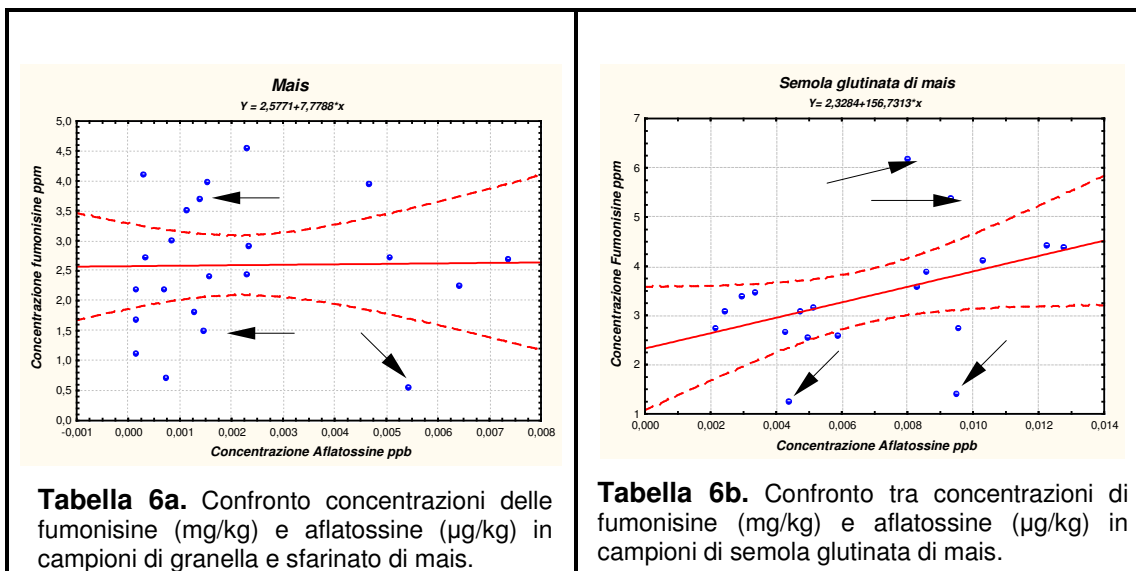 Mais
Y = 2,5771+7,7788*x
Concentrazione fumonisine ppm
5,0
4,5
4,0
3,5
3,0
2,5
2,0
1,5
1,0
0,5
0,0
-0,001 0,000 0,001 0,002 0,003 0,004 0,005 0,006 0,007 0,008
Concentrazione Aflatossine ppb
Tabella 6a. Confronto concentrazioni delle
fumonisine (mg/kg) e aflatossine (µg/kg) in
campioni di granella e sfarinato di mais.
Semola glutinata di mais
Y= 2,3284+156,7313*x
Concentrazione Fumonisine ppm
7
6
5
4
3
2
1
0,000 0,002 0,004 0,006 0,008 0,010 0,012 0,014
Concentrazione Aflatossine ppb
Tabella 6b. Confronto tra concentrazioni di
fumonisine (mg/kg) e aflatossine (µg/kg) in
campioni di semola glutinata di mais.